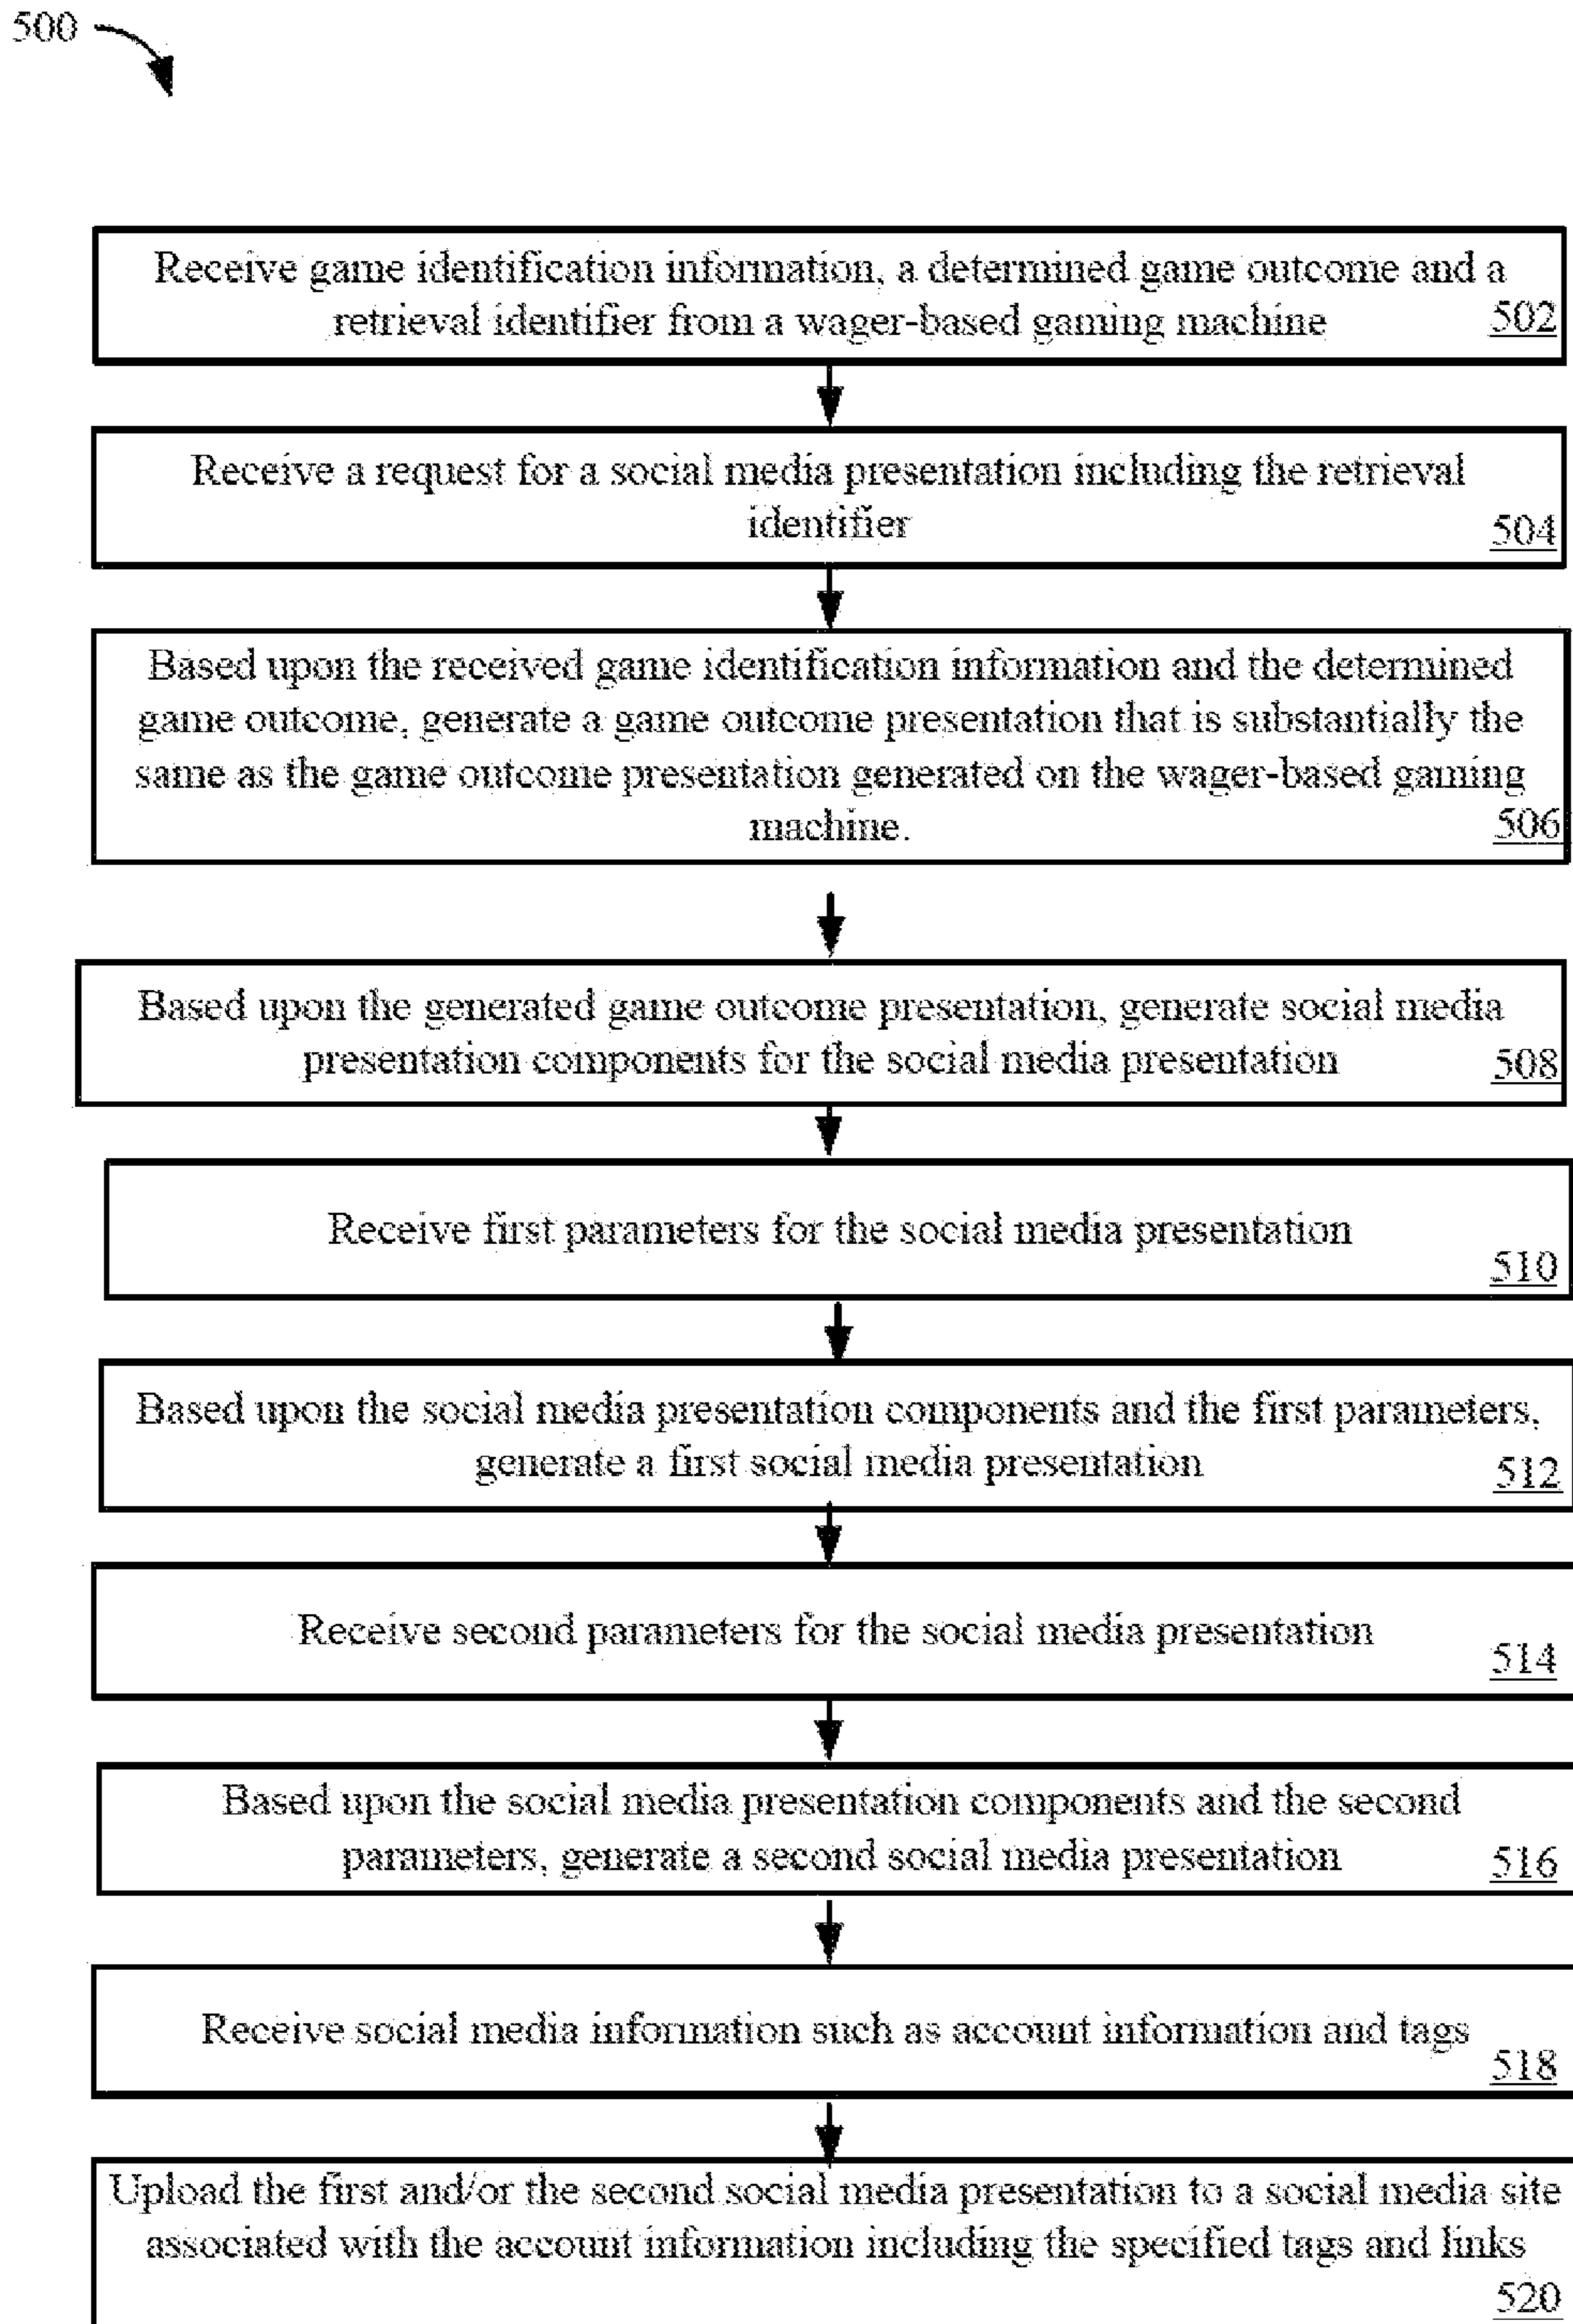 500
Receive game identification information, a determined game outcome and a
retrieval identifier from a wager-based gaming machine
502
Receive a request for a social media presentation including the retrieval
identifier
504
Based upon the received game identification information and the determined
game outcome, generate a game outcome presentation that is substantially the
same as the game outcome presentation generated on the wager-based gaming
machine.
506
Based upon the generated game outcome presentation, generate social media
presentation components for the social media presentation
508
Receive first parameters for the social media presentation
510
Based upon the social media presentation components and the first parameters,
generate a first social media presentation
512
Receive second parameters for the social media presentation
514
Based upon the social media presentation components and the second
parameters, generate a second social media presentation
516
Receive social media information such as account information and tags
518
Upload the first and/or the second social media presentation to a social media site
associated with the account information including the specified tags and links
520